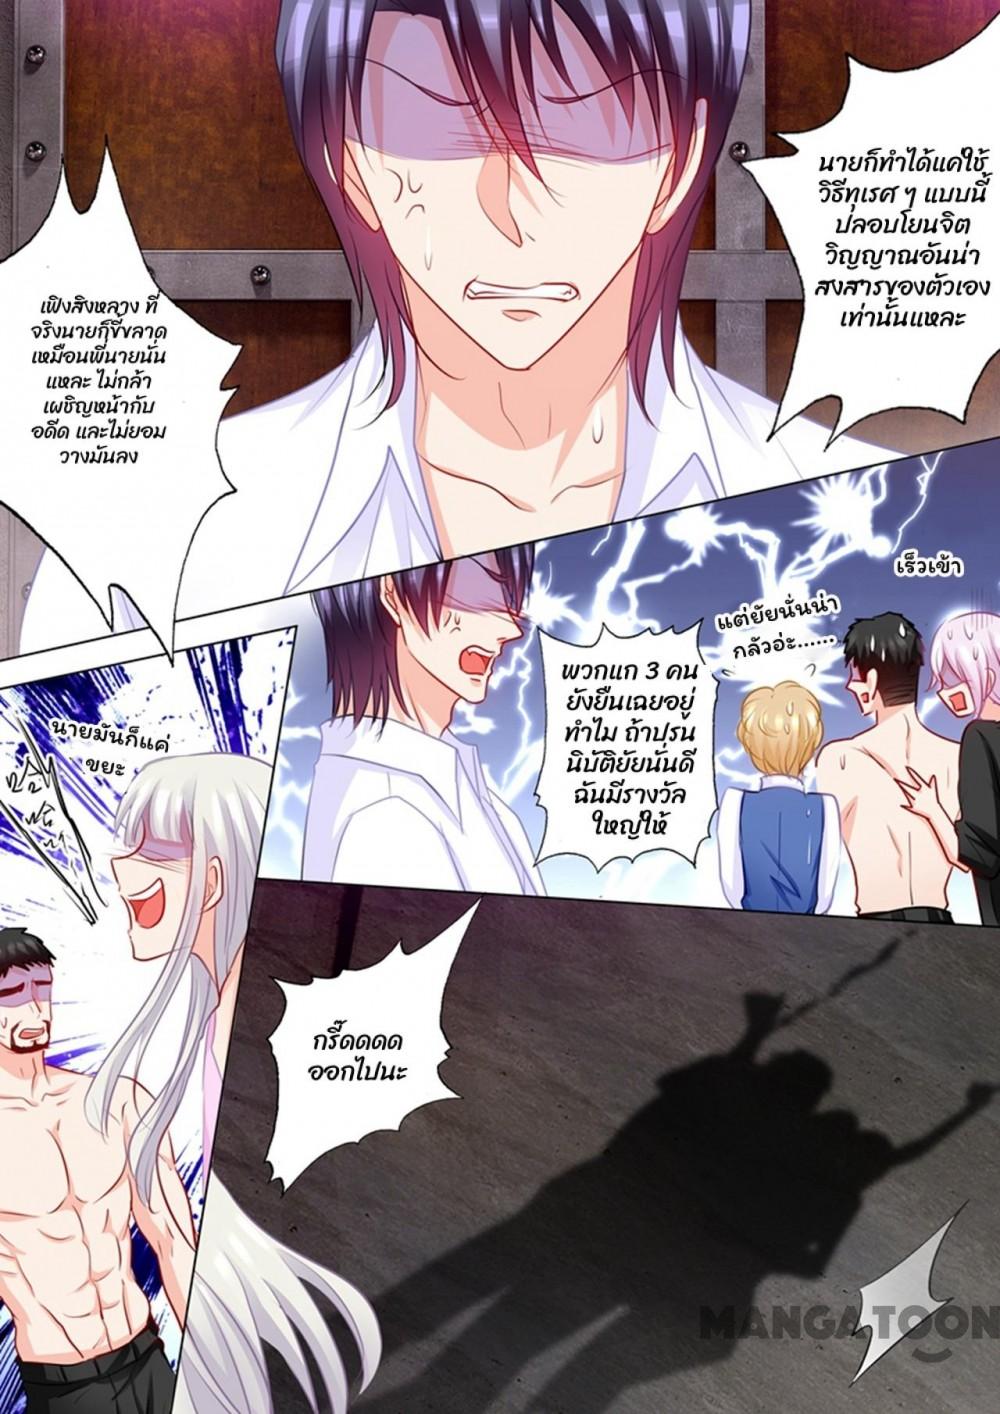 นายก็ทำได้แค่ใช้
วิธีทุเรศ ๆ แบบนี้
ปลอบโยนจิต
วิญญาณอันน่า
สงสารของตัวเอง
เท่านั้นแหละ
เฟิงสิงหลาง ที่
จริงนายก็ขี้ขลาด
เหมือนพี่นายนั่น
แหละ ไม่กล้า
เผชิญหน้ากับ
อดีต และไม่ยอม
วางมันลง
เร็วเข้า
แต่ยัยนั่นน่า
กลัวอ่ะ......
พวกแก 3 คน
ยังยืนเฉยอยู่
ทำไม ถ้าปรน
นิบัติยัยนั่นดี
ฉันมีรางวัล
ใหญ่ให้
นายมันก็แค่
ขยะ
กรี๊ดดดด
ออกไปนะ
MANGATOON